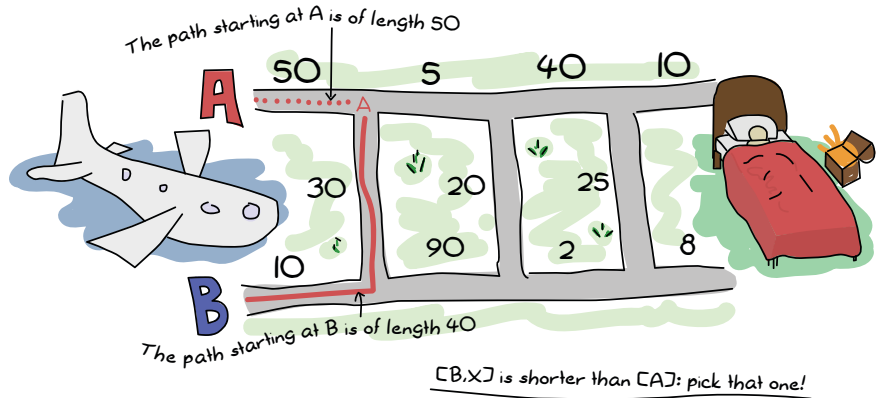 The path starting at A is of length 50
A
50
5
40
10
A
30
20
25
10
90
2
8
B
The path starting at B is of length 40
[B,X] is shorter than [A]: pick that one!